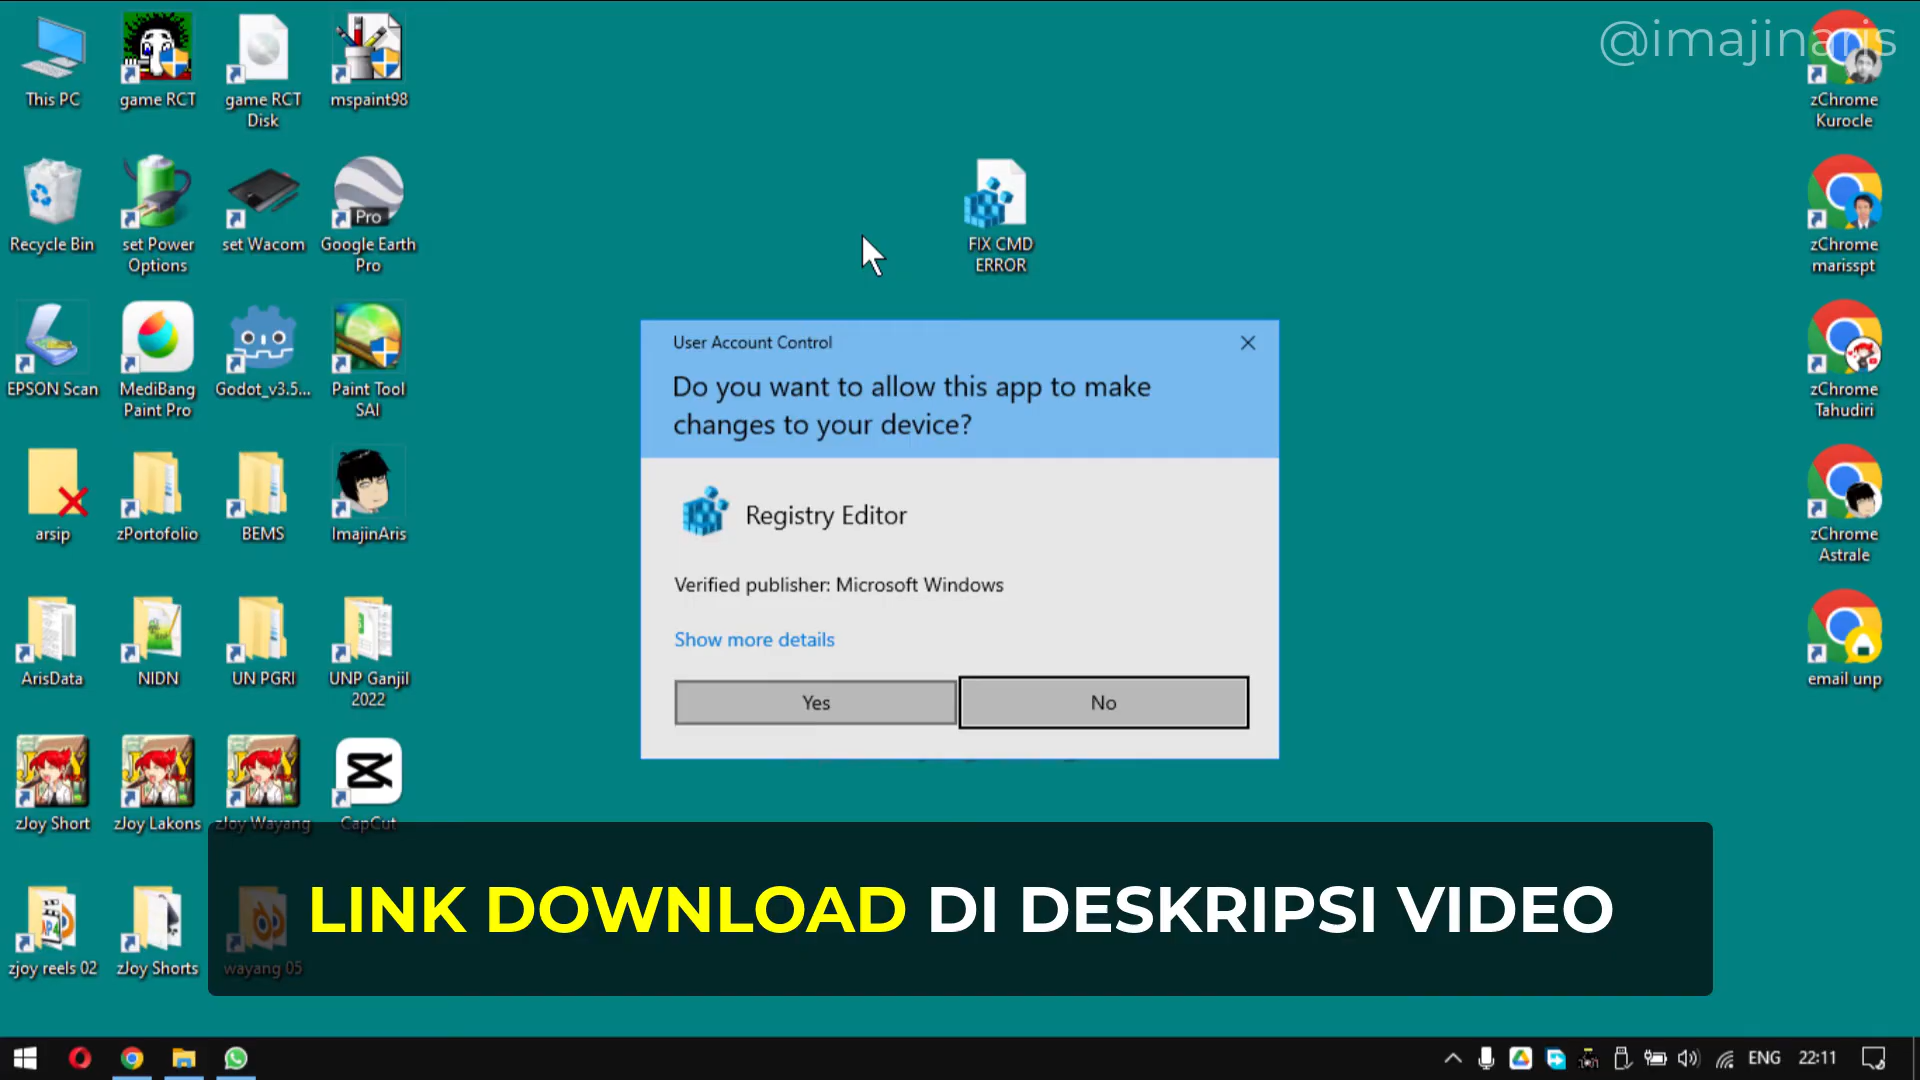 @imajinaris
This PC
game RCT
game RCT
Disk
mspaint98
zChrome
Kurocle
Recycle Bin
set Power
Options
set Wacom
Pro
Google Earth
Pro
FIX CMD
ERROR
zChrome
marisspt
User Account Control
Do you want to allow this app to make
changes to your device?
EPSON Scan
MediBang
Paint Pro
Godot_v3.5...
Paint Tool
SAI
zChrome
Tahudiri
Registry Editor
Verified publisher: Microsoft Windows
Show more details
Yes
No
arsip
zPortofolio
BEMS
ImajinAris
zChrome
Astrale
ArisData
NIDN
UN PGRI
UNP Ganjil
2022
email unp
zJoy Short
zJoy Lakons
zJoy Wayang
CapCut
LINK DOWNLOAD DI DESKRIPSI VIDEO
zjoy reels 02
zJoy Shorts
wayang 05
ENG
22:11